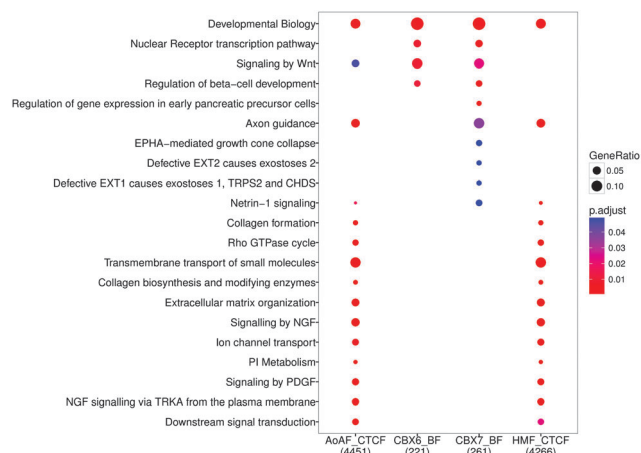 Developmental Biology
Nuclear Receptor transcription pathway
Signaling by Wnt
Regulation of beta−cell development
Regulation of gene expression in early pancreatic precursor cells
Axon guidance
EPHA−mediated growth cone collapse
Defective EXT2 causes exostoses 2
Defective EXT1 causes exostoses 1, TRPS2 and CHDS
Netrin−1 signaling
Collagen formation
Rho GTPase cycle
Transmembrane transport of small molecules
Collagen biosynthesis and modifying enzymes
Extracellular matrix organization
Signalling by NGF
Ion channel transport
PI Metabolism
Signaling by PDGF
NGF signalling via TRKA from the plasma membrane
Downstream signal transduction
AoAF_CTCF CBX6_BF CBX7_BF HMF_CTCF
(4451) (221) (261) (4266)
GeneRatio
0.05
0.10
p.adjust
0.04
0.03
0.02
0.01